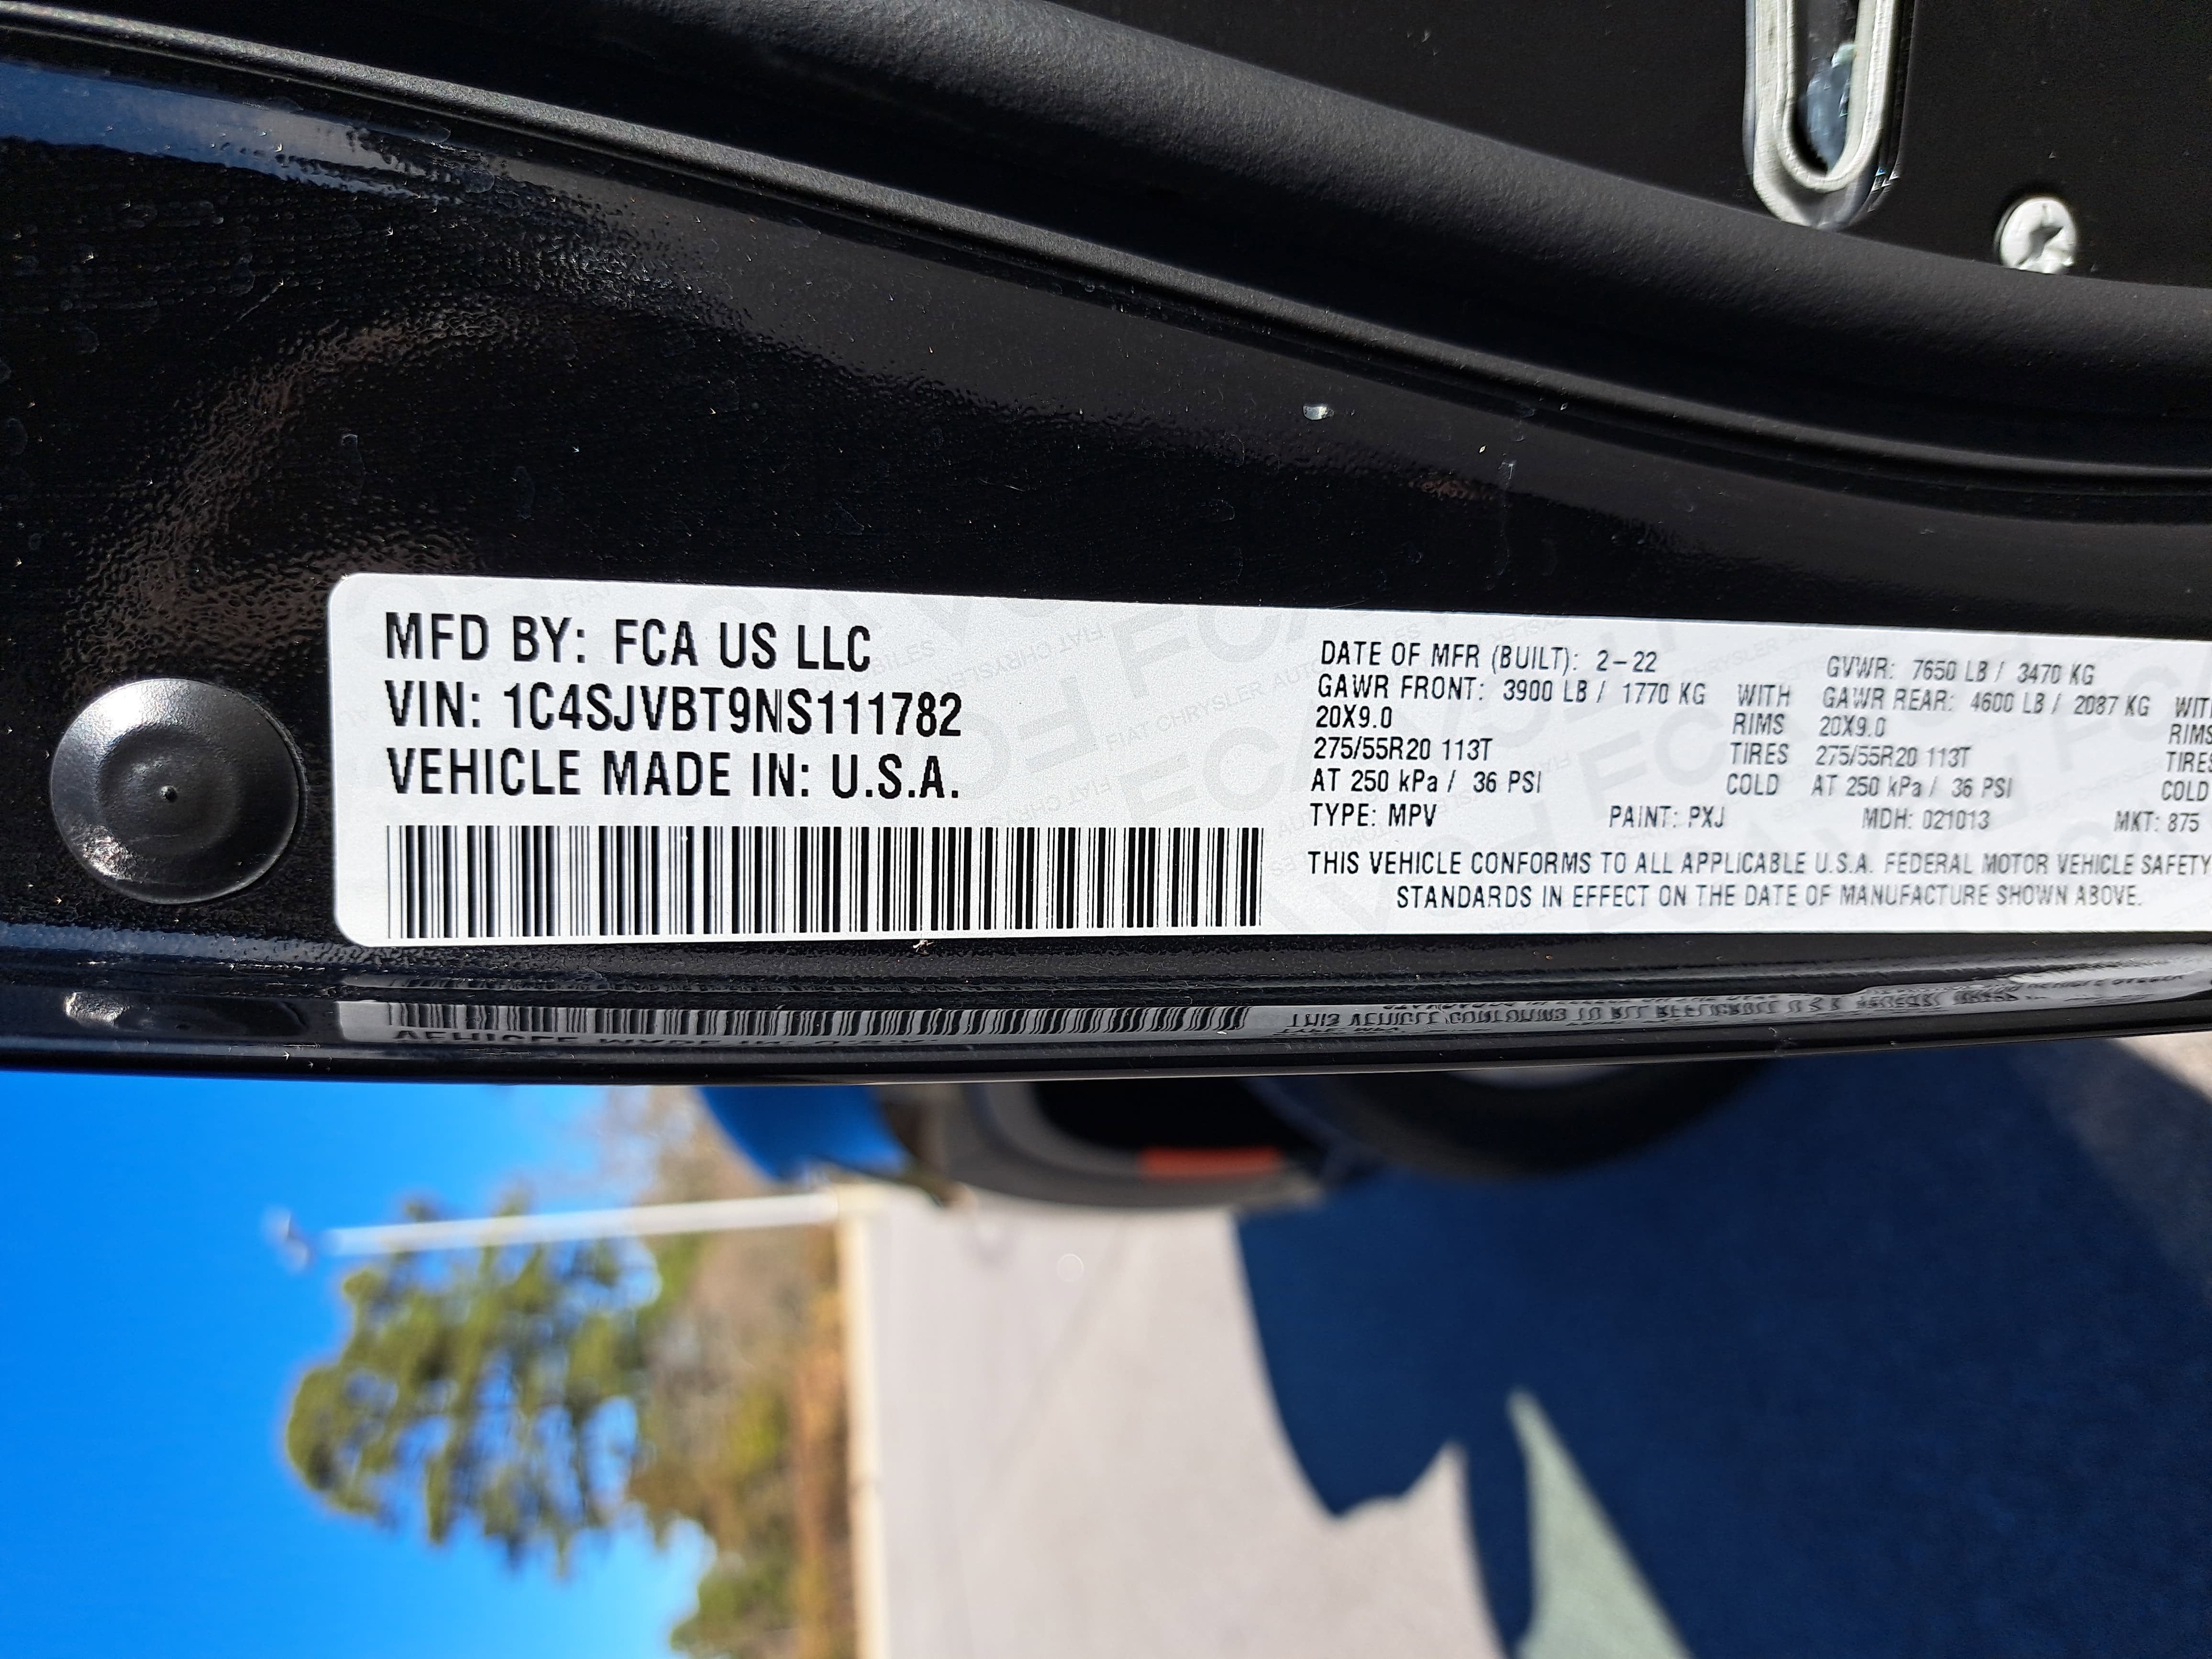 MFD BY: FCA US LLC
VIN: 1C4SJVBT9NS111782
VEHICLE MADE IN: U.S.A.
DATE OF MFR (BUILT): 2-22 GVWR: 7650 LB / 3470 KG
GAWR FRONT: 3900 LB / 1770 KG WITH GAWR REAR: 4600 LB / 2087 KG WITH
20X9.0 RIMS 20X9.0 RIMS
275/55R20 113T TIRES 275/55R20 113T TIRES
AT 250 kPa / 36 PSI COLD AT 250 kPa / 36 PSI COLD
TYPE: MPV PAINT: PXJ MDH: 021013 MKT: 875
THIS VEHICLE CONFORMS TO ALL APPLICABLE U.S.A. FEDERAL MOTOR VEHICLE SAFETY
STANDARDS IN EFFECT ON THE DATE OF MANUFACTURE SHOWN ABOVE.